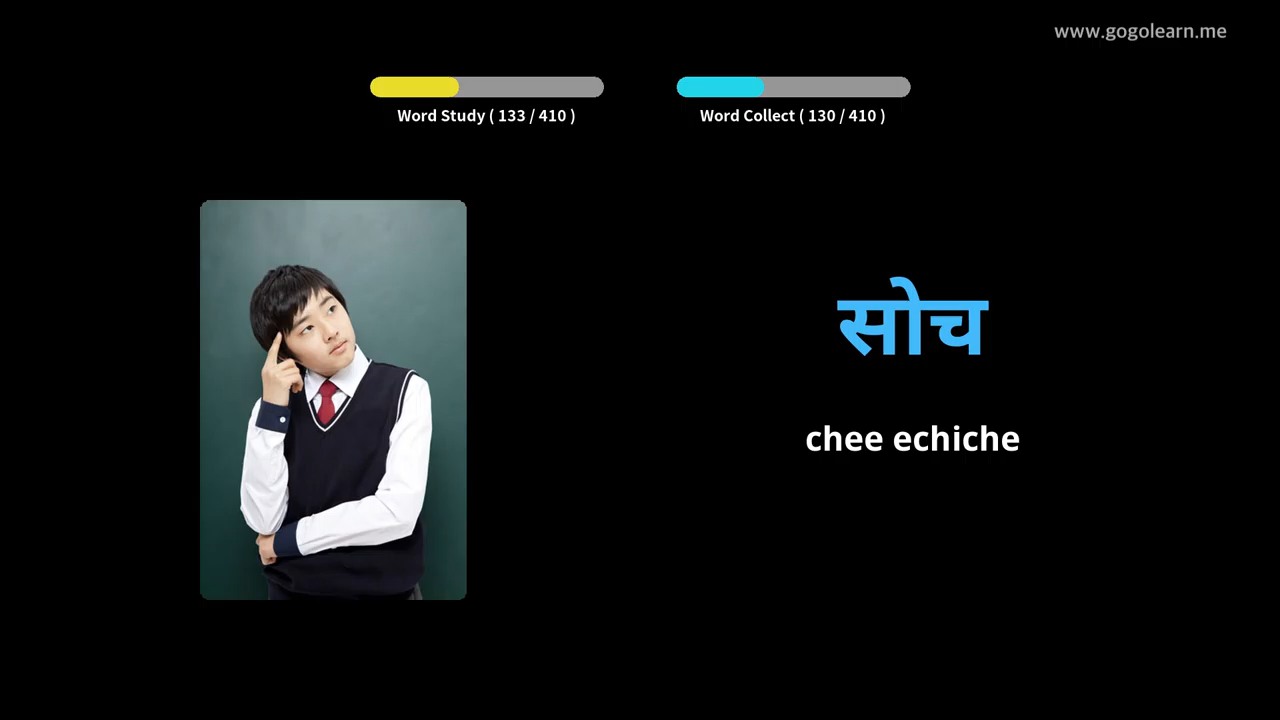 www.gogolearn.me
Word Study ( 133 / 410 )
Word Collect ( 130 / 410 )
सोच
chee echiche